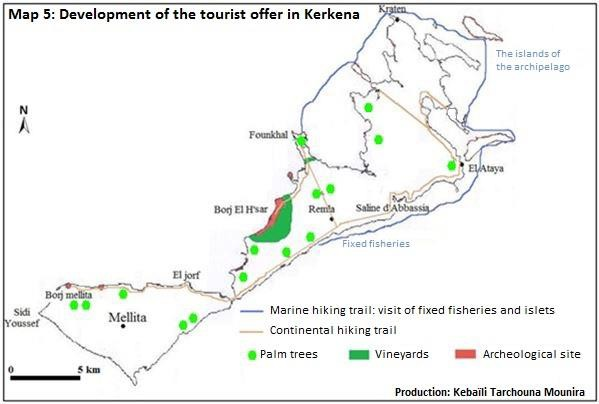 Map 5: Development of the tourist offer in Kerkena
Kraten
The islands of
the archipelago
N
Founkhal
El Ataya
Borj El H'sar
Remla
Saline d'Abbassia
Fixed fisheries
El jorf
Borj mellita
Sidi
Youssef
Mellita
Marine hiking trail: visit of fixed fisheries and islets
Continental hiking trail
Palm trees
Vineyards
Archeological site
0
5 km
Production: Kebaïli Tarchouna Mounira